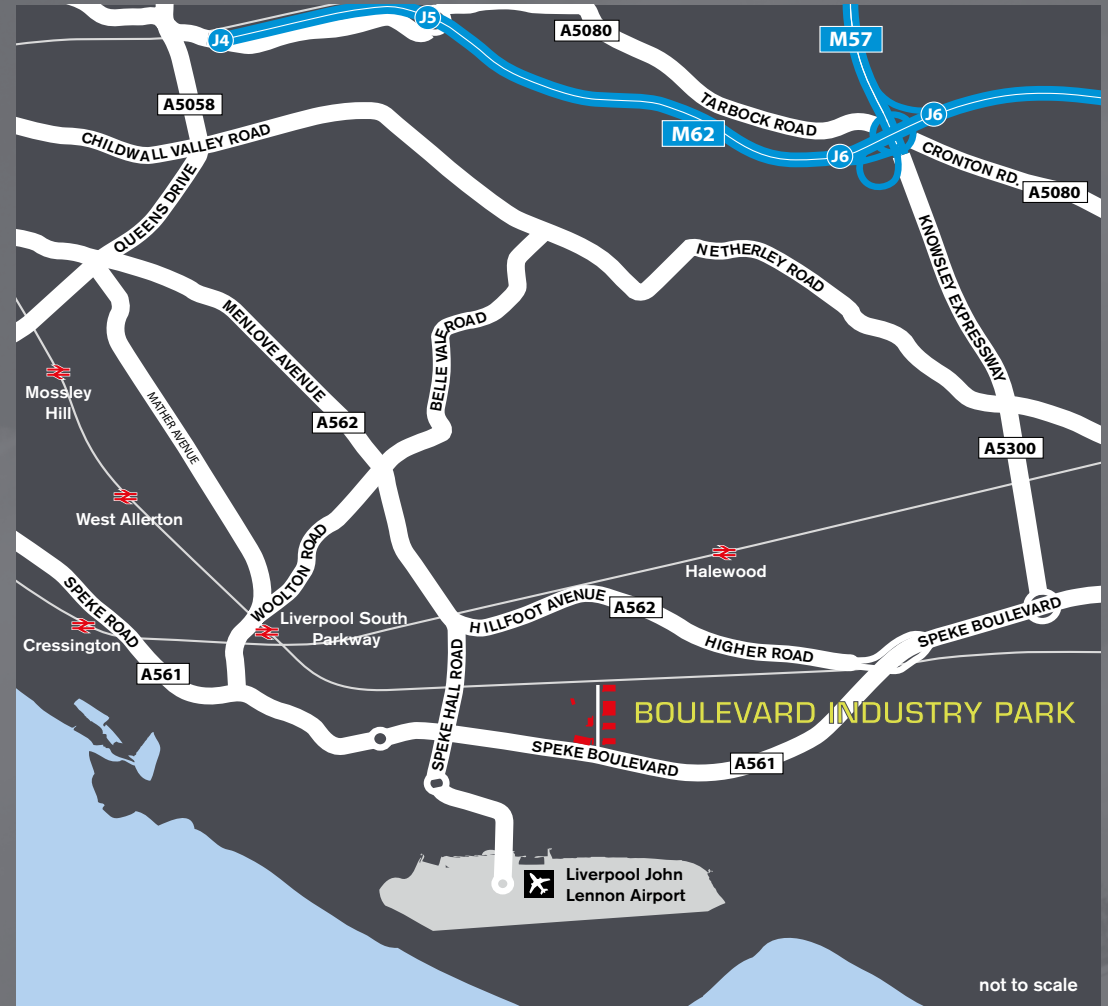 J5
J4
A5080
M57
A5058
TARBOCK ROAD
J6
M62
J6
CHILDWALL VALLEY ROAD
CRONTON RD.
A5080
QUEENS DRIVE
NETHERLEY ROAD
KNOWSLEY EXPRESSWAY
MENLOVE AVENUE
BELLE VALE ROAD
Mossley
Hill
MATHER AVENUE
A562
A5300
West Allerton
WOOLTON ROAD
Halewood
SPEKE ROAD
Liverpool South
Parkway
HILLFOOT AVENUE
A562
SPEKE BOULEVARD
Cressington
HIGHER ROAD
A561
SPEKE HALL ROAD
BOULEVARD INDUSTRY PARK
SPEKE BOULEVARD
A561
Liverpool John
Lennon Airport
not to scale